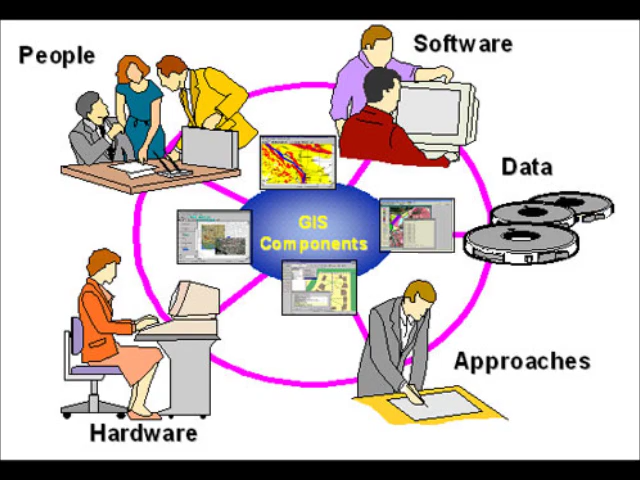 People
Software
Data
GIS
Components
Approaches
Hardware